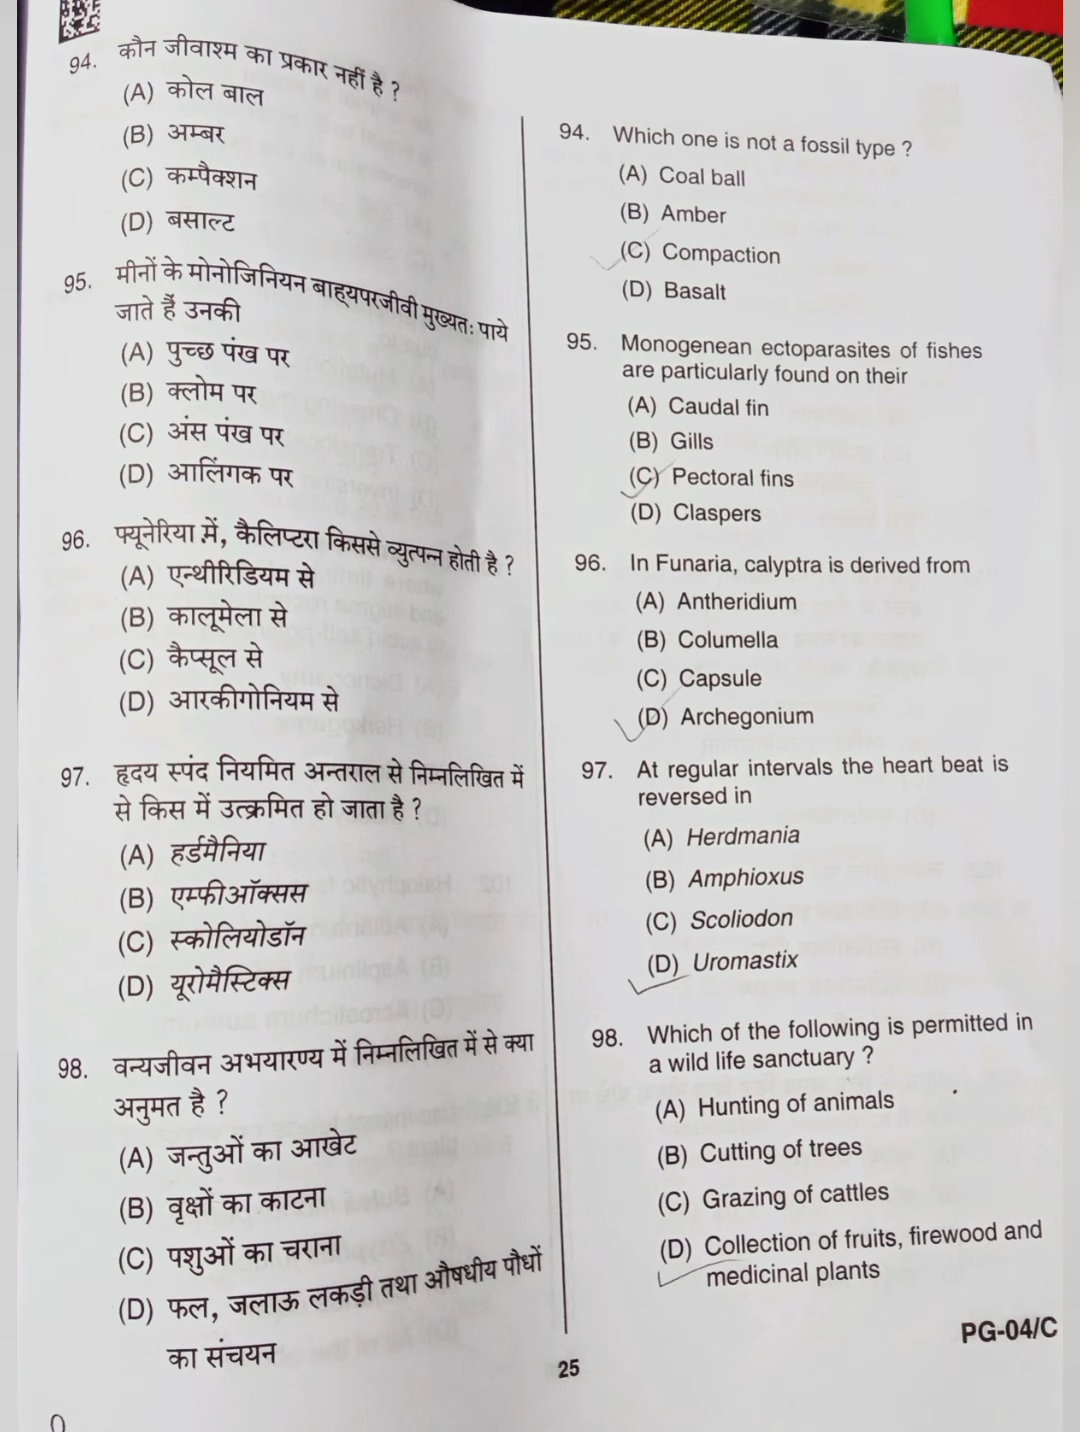 94. कौन जीवाश्म का प्रकार नहीं है ?
(A) कोल बाल
(B) अम्बर
(C) कम्पैक्शन
(D) बसाल्ट
95. मीनों के मोनोजिनियन बाह्यपरजीवी मुख्यतः पाये
जाते हैं उनकी
(A) पुच्छ पंख पर
(B) क्लोम पर
(C) अंस पंख पर
(D) आलिंगक पर
96. फ्यूनेरिया में, कैलिप्टरा किससे व्युत्पन्न होती है ?
(A) एन्थीरिडियम से
(B) कालूमेला से
(C) कैप्सूल से
(D) आरकीगोनियम से
97. हृदय स्पंद नियमित अन्तराल से निम्नलिखित में
से किस में उत्क्रमित हो जाता है ?
(A) हर्डमैनिया
(B) एम्फीऑक्सस
(C) स्कोलियोडॉन
(D) यूरोमैस्टिक्स
98. वन्यजीवन अभयारण्य में निम्नलिखित में से क्या
अनुमत है ?
(A) जन्तुओं का आखेट
(B) वृक्षों का काटना
(C) पशुओं का चराना
(D) फल, जलाऊ लकड़ी तथा औषधीय पौधों
का संचयन
94. Which one is not a fossil type ?
(A) Coal ball
(B) Amber
(C) Compaction
(D) Basalt
95. Monogenean ectoparasites of fishes
are particularly found on their
(A) Caudal fin
(B) Gills
(C) Pectoral fins
(D) Claspers
96. In Funaria, calyptra is derived from
(A) Antheridium
(B) Columella
(C) Capsule
(D) Archegonium
97. At regular intervals the heart beat is
reversed in
(A) Herdmania
(B) Amphioxus
(C) Scoliodon
(D) Uromastix
98. Which of the following is permitted in
a wild life sanctuary ?
(A) Hunting of animals
(B) Cutting of trees
(C) Grazing of cattles
(D) Collection of fruits, firewood and
medicinal plants
PG-04/C
25